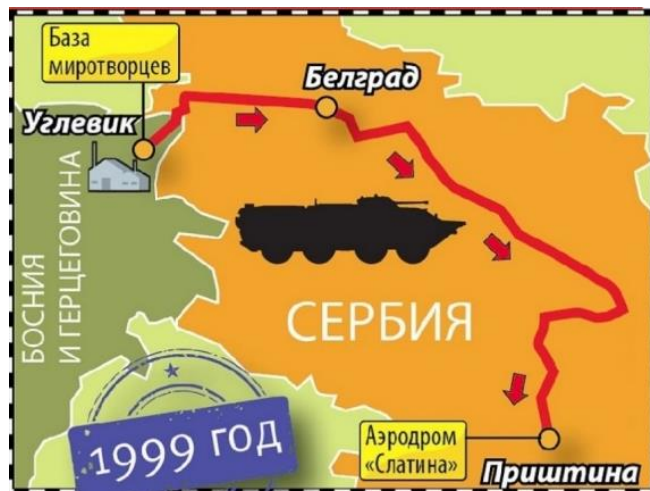 База
миротворцев
Углевик
Белград
БОСНИЯ
И ГЕРЦЕГОВИНА
СЕРБИЯ
1999 ГОД
Аэродром
«Слатина»
Приштина